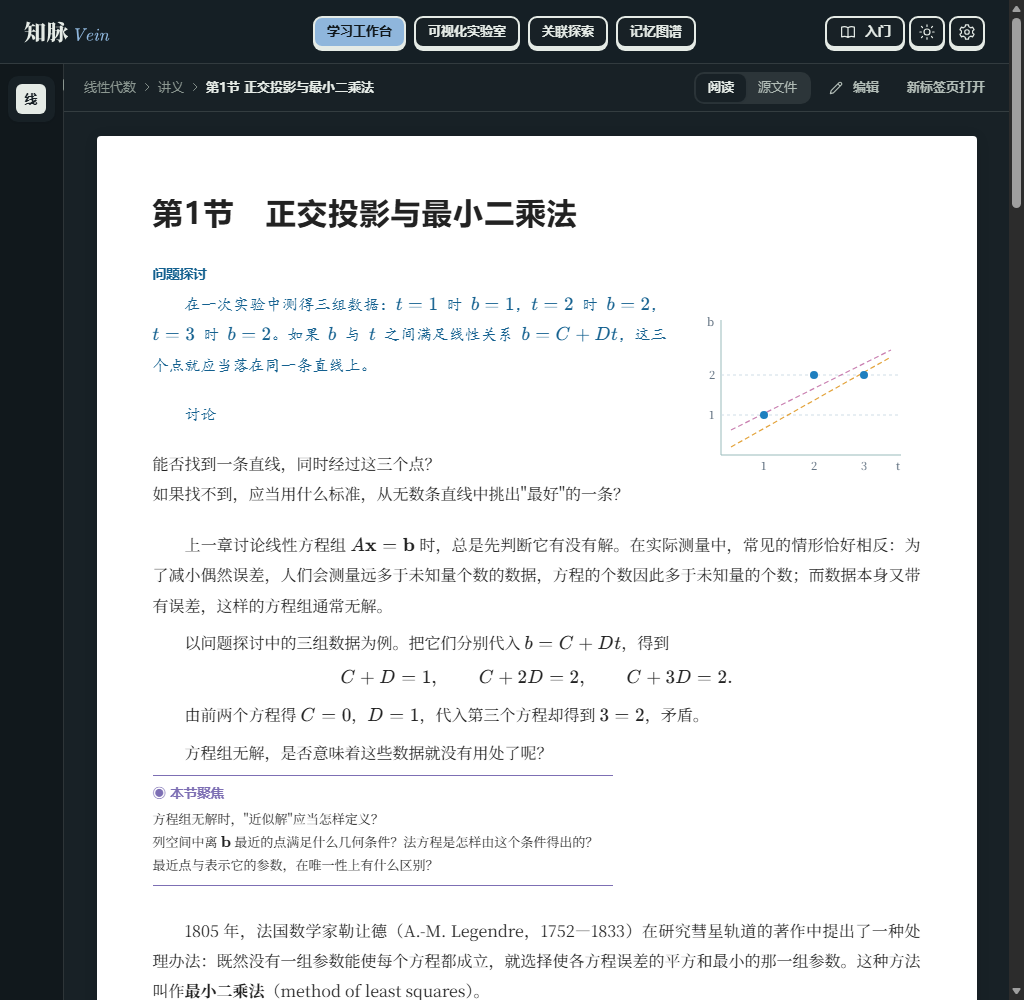 知脉 Vein
学习工作台
可视化实验室
关联探索
记忆图谱
入门
线
线性代数 > 讲义 > 第1节 正交投影与最小二乘法
阅读
源文件
编辑
新标签页打开
第1节　正交投影与最小二乘法
问题探讨
在一次实验中测得三组数据：t = 1 时 b = 1，t = 2 时 b = 2，
t = 3 时 b = 2。如果 b 与 t 之间满足线性关系 b = C + Dt，这三
个点就应当落在同一条直线上。
讨论
b
2
1
1 2 3 t
能否找到一条直线，同时经过这三个点？
如果找不到，应当用什么标准，从无数条直线中挑出"最好"的一条？
上一章讨论线性方程组 Ax = b 时，总是先判断它有没有解。在实际测量中，常见的情形恰好相反：为
了减小偶然误差，人们会测量远多于未知量个数的数据，方程的个数因此多于未知量的个数；而数据本身又带
有误差，这样的方程组通常无解。
以问题探讨中的三组数据为例。把它们分别代入 b = C + Dt，得到
C + D = 1,　C + 2D = 2,　C + 3D = 2.
由前两个方程得 C = 0，D = 1，代入第三个方程却得到 3 = 2，矛盾。
方程组无解，是否意味着这些数据就没有用处了呢？
◉ 本节聚焦
方程组无解时，"近似解"应当怎样定义？
列空间中离 b 最近的点满足什么几何条件？法方程是怎样由这个条件得出的？
最近点与表示它的参数，在唯一性上有什么区别？
1805 年，法国数学家勒让德（A.-M. Legendre，1752—1833）在研究彗星轨道的著作中提出了一种处
理办法：既然没有一组参数能使每个方程都成立，就选择使各方程误差的平方和最小的那一组参数。这种方法
叫作最小二乘法（method of least squares）。